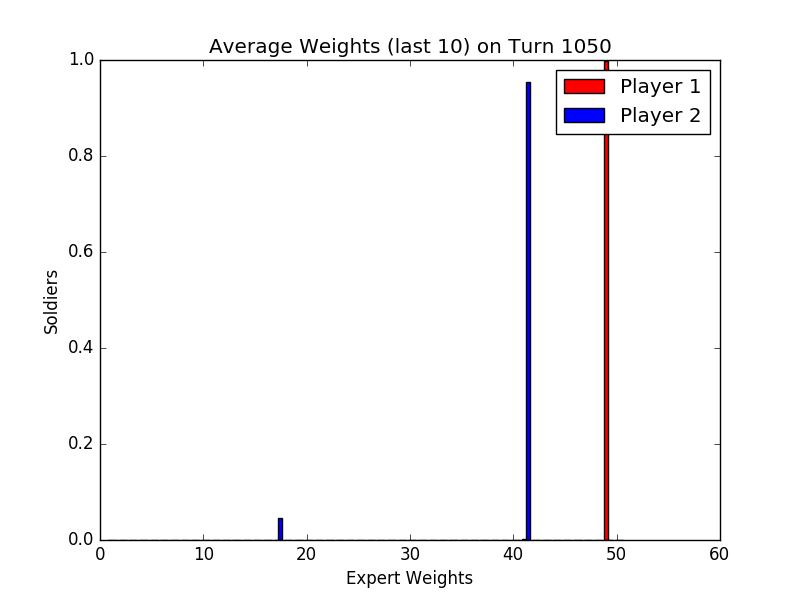 Average Weights (last 10) on Turn 1050
1.0
0.8
0.6
0.4
0.2
0.0
Soldiers
Player 1
Player 2
0 10 20 30 40 50 60
Expert Weights